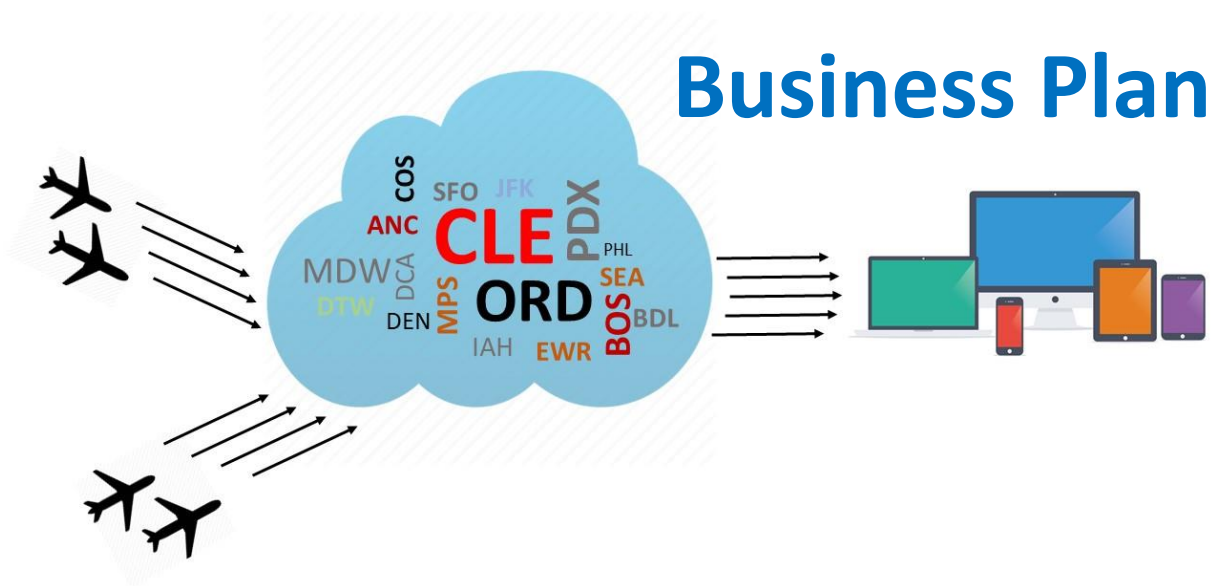 Business Plan
COS
SFO
JFK
PDX
ANC
CLE
PHL
MDW
DCA
SEA
DTW
MPS
ORD
DEN
BOS
BDL
IAH
EWR